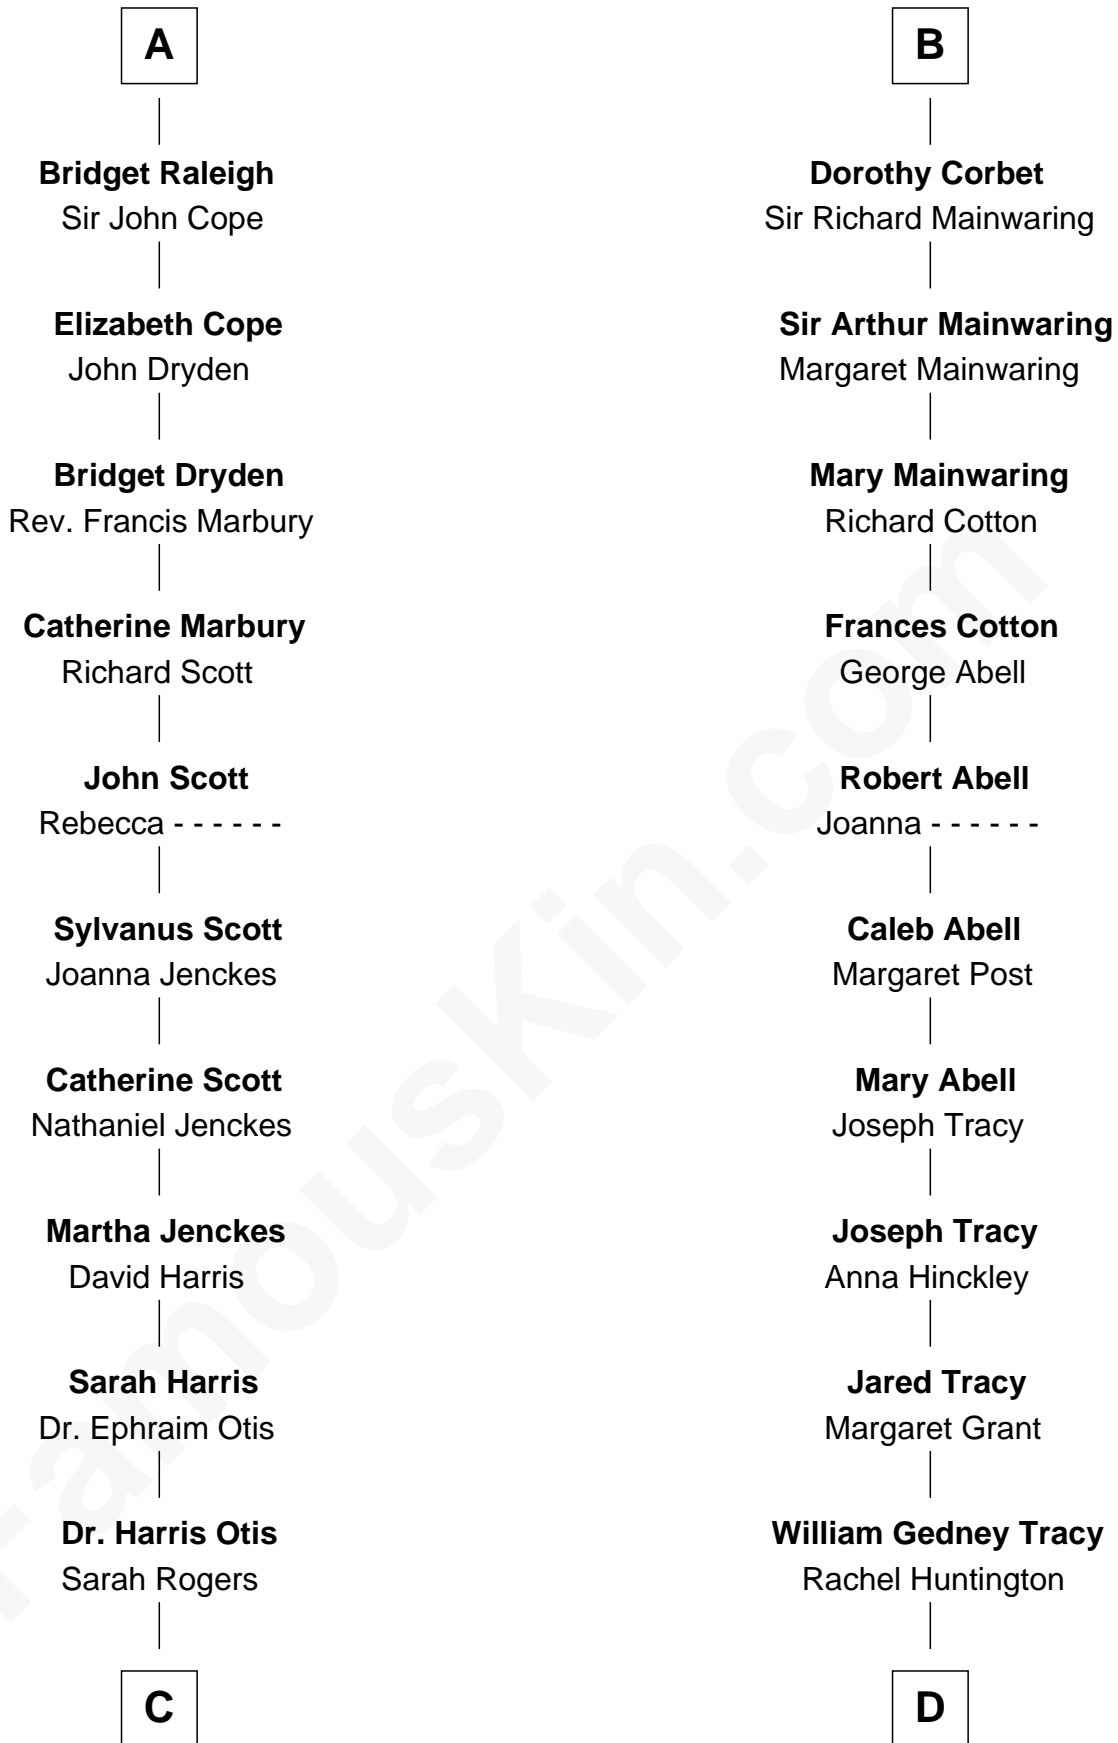 A
Bridget Raleigh
Sir John Cope
Elizabeth Cope
John Dryden
Bridget Dryden
Rev. Francis Marbury
Catherine Marbury
Richard Scott
John Scott
Rebecca - - - - - -
Sylvanus Scott
Joanna Jenckes
Catherine Scott
Nathaniel Jenckes
Martha Jenckes
David Harris
Sarah Harris
Dr. Ephraim Otis
Dr. Harris Otis
Sarah Rogers
C
B
Dorothy Corbet
Sir Richard Mainwaring
Sir Arthur Mainwaring
Margaret Mainwaring
Mary Mainwaring
Richard Cotton
Frances Cotton
George Abell
Robert Abell
Joanna - - - - - -
Caleb Abell
Margaret Post
Mary Abell
Joseph Tracy
Joseph Tracy
Anna Hinckley
Jared Tracy
Margaret Grant
William Gedney Tracy
Rachel Huntington
D
FamousKin.com